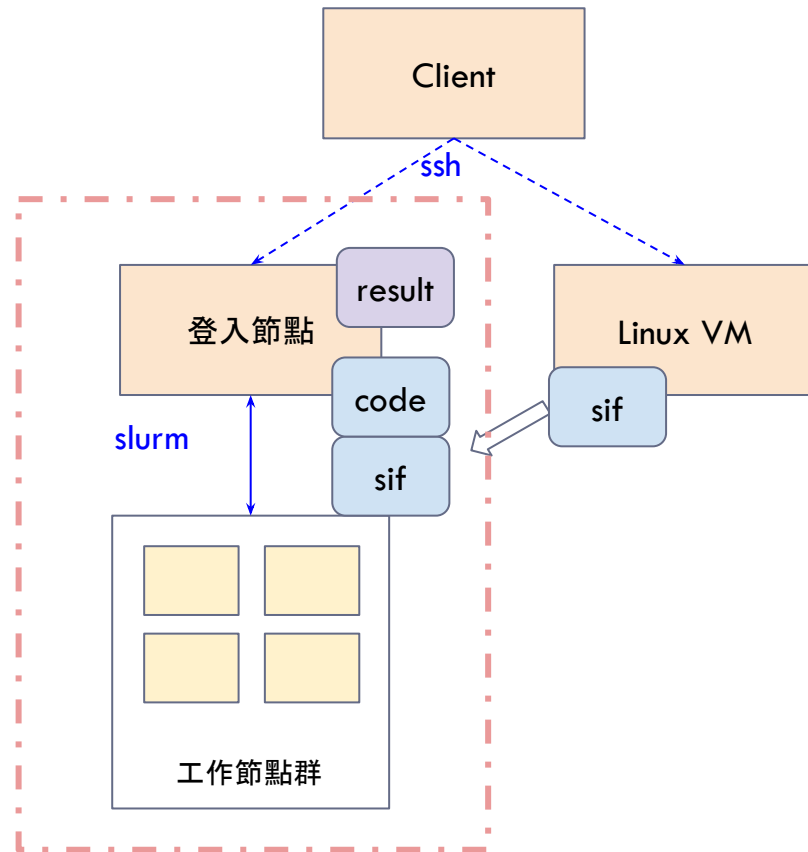 Client
ssh
result
登入節點
Linux VM
code
sif
slurm
sif
工作節點群